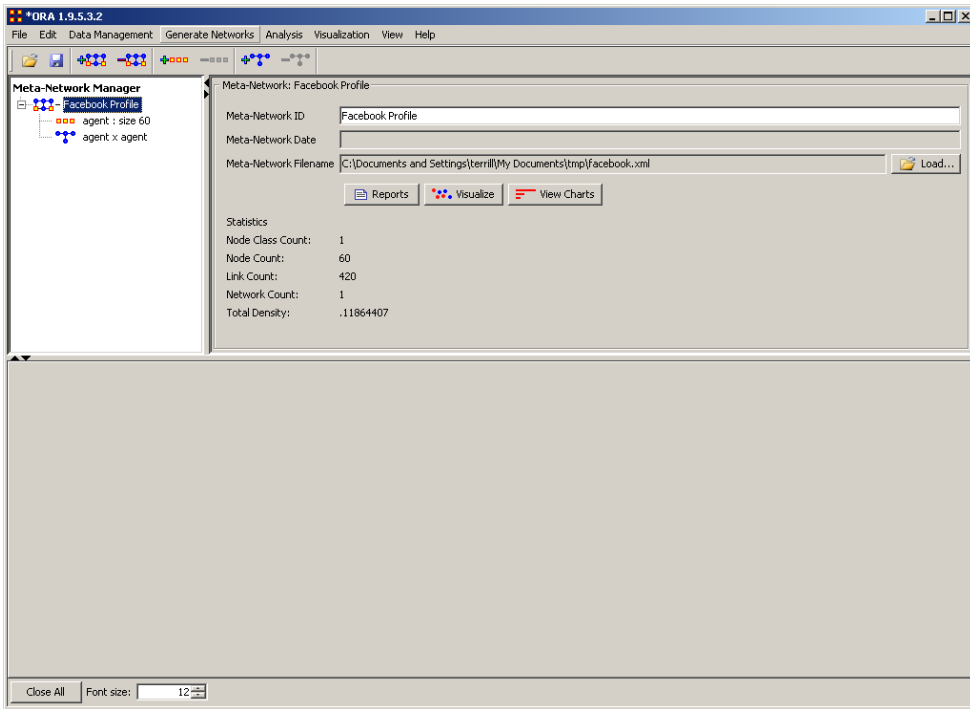 *ORA 1.9.5.3.2
File Edit Data Management Generate Networks Analysis Visualization View Help
Meta-Network Manager
Facebook Profile
agent : size 60
agent x agent
Meta-Network: Facebook Profile
Meta-Network ID Facebook Profile
Meta-Network Date
Meta-Network Filename C:\Documents and Settings\terrill\My Documents\tmp\facebook.xml Load...
Reports Visualize View Charts
Statistics
Node Class Count: 1
Node Count: 60
Link Count: 420
Network Count: 1
Total Density: .11864407
Close All Font size: 12